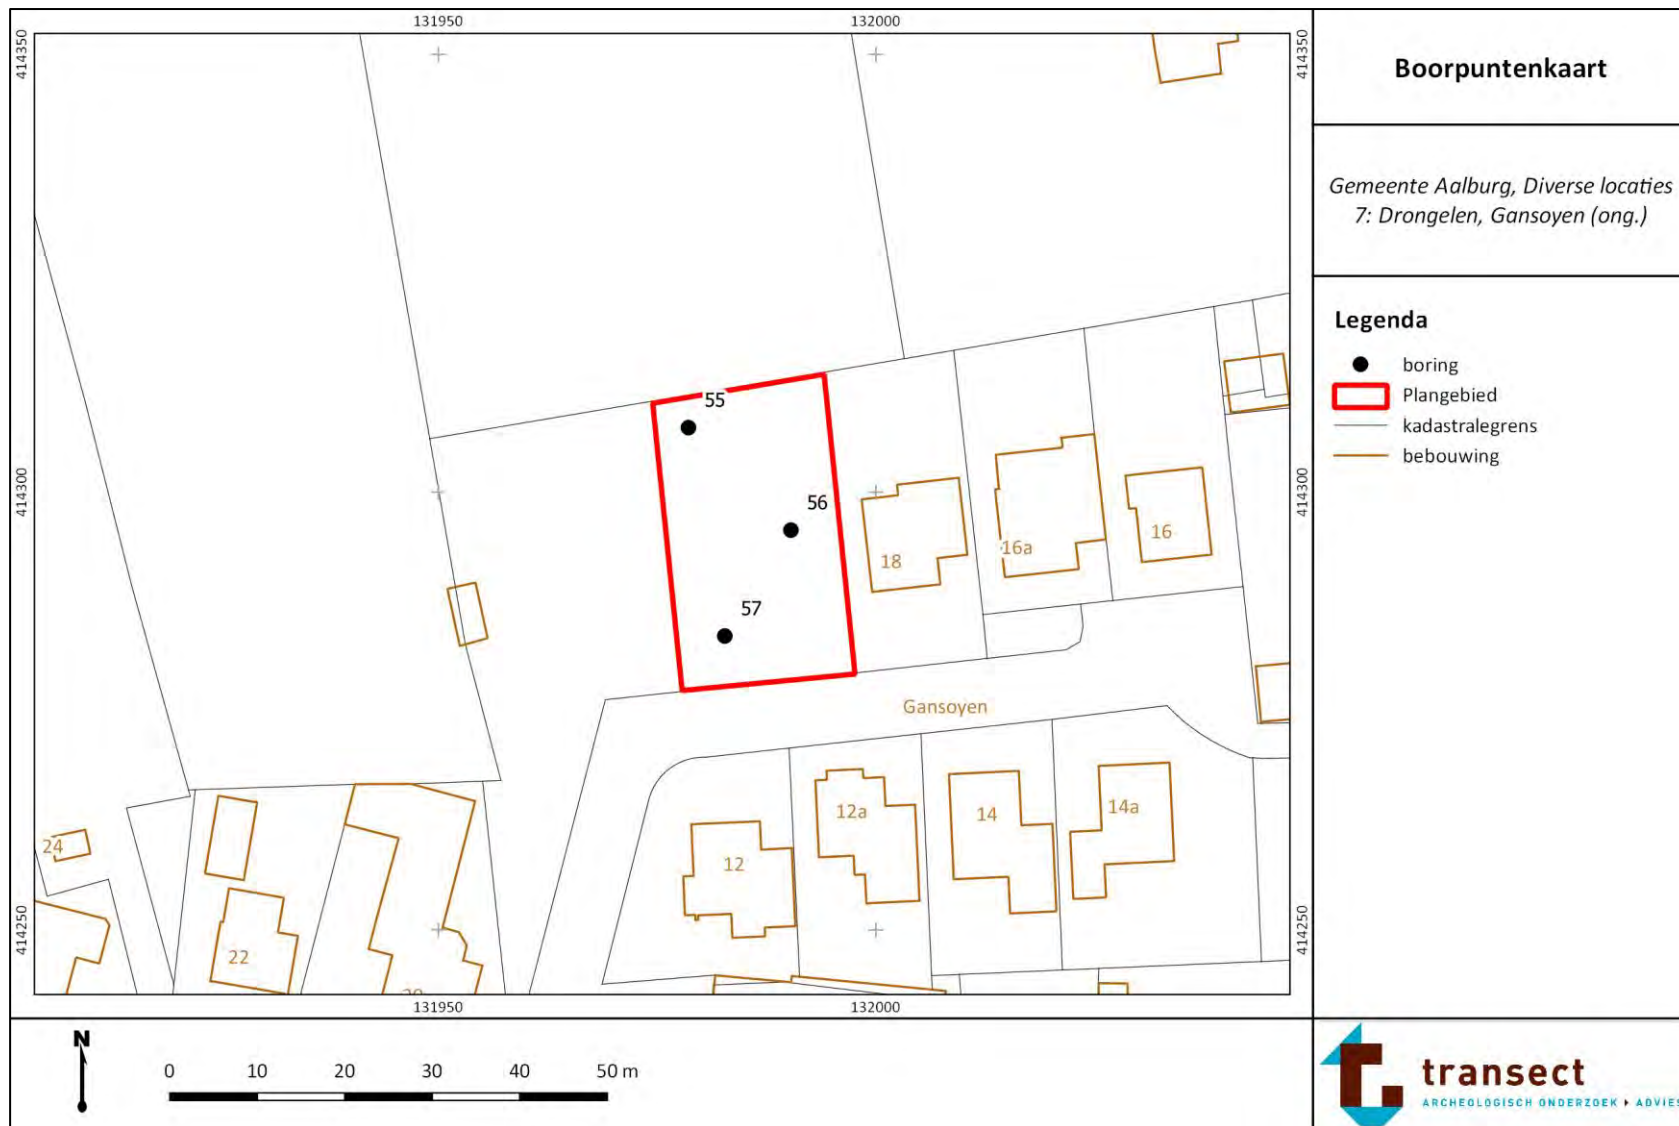 131950
132000
414350
414350
Boorpuntenkaart
Gemeente Aalburg, Diverse locaties
7: Drongelen, Gansoyen (ong.)
Legenda
boring
Plangebied
kadastralegrens
bebouwing
55
414300
56
414300
18
16a
16
57
Gansoyen
12a
14
14a
24
12
414250
414250
22
131950
132000
N
0
10
20
30
40
50 m
transect
ARCHEOLOGISCH ONDERZOEK ADVIES